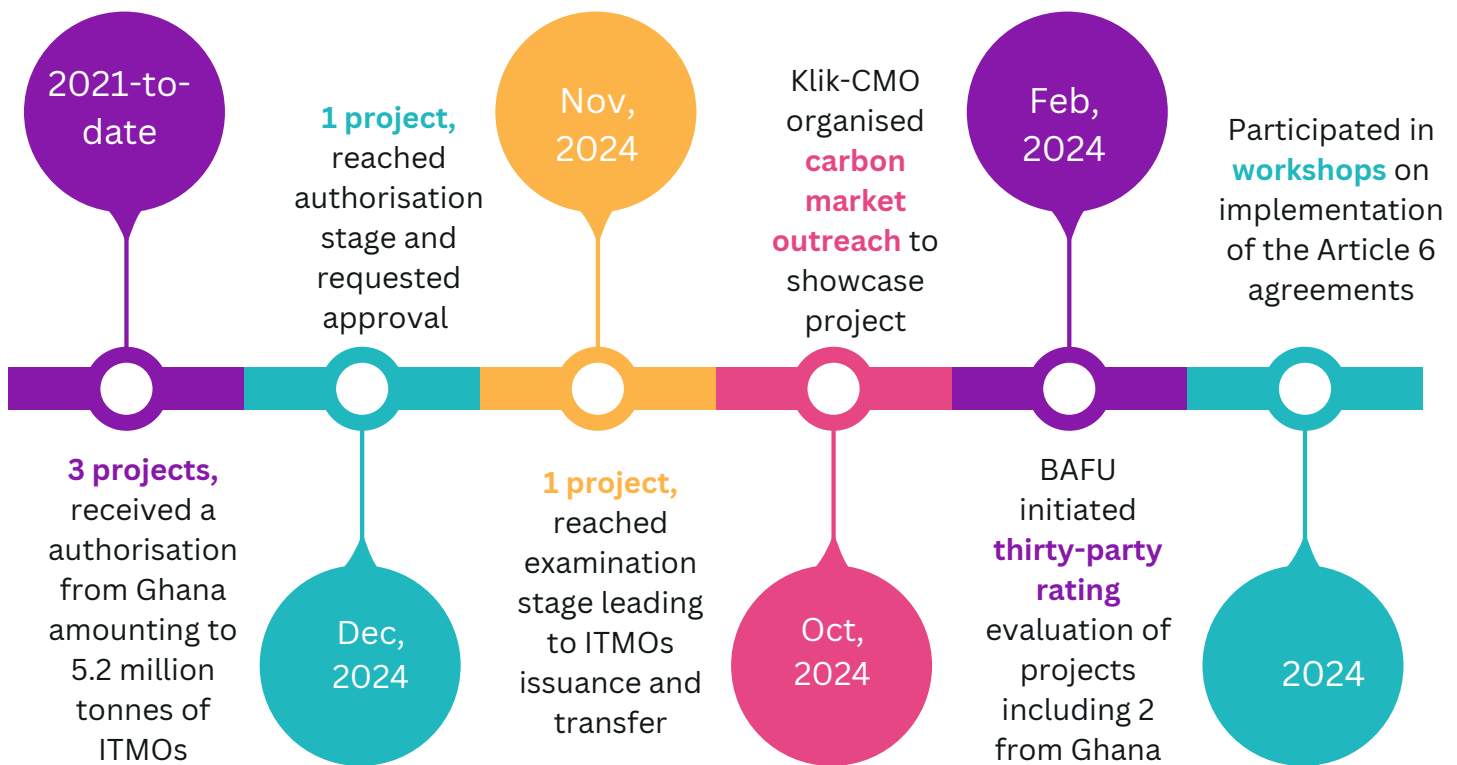 2021-to-
date
3 projects,
received a
authorisation
from Ghana
amounting to
5.2 million
tonnes of
ITMOs
1 project,
reached
authorisation
stage and
requested
approval
Dec,
2024
Nov,
2024
1 project,
reached
examination
stage leading
to ITMOs
issuance and
transfer
Klik-CMO
organised
carbon
market
outreach to
showcase
project
Oct,
2024
Feb,
2024
BAFU
initiated
thirty-party
rating
evaluation of
projects
including 2
from Ghana
Participated in
workshops on
implementation
of the Article 6
agreements
2024